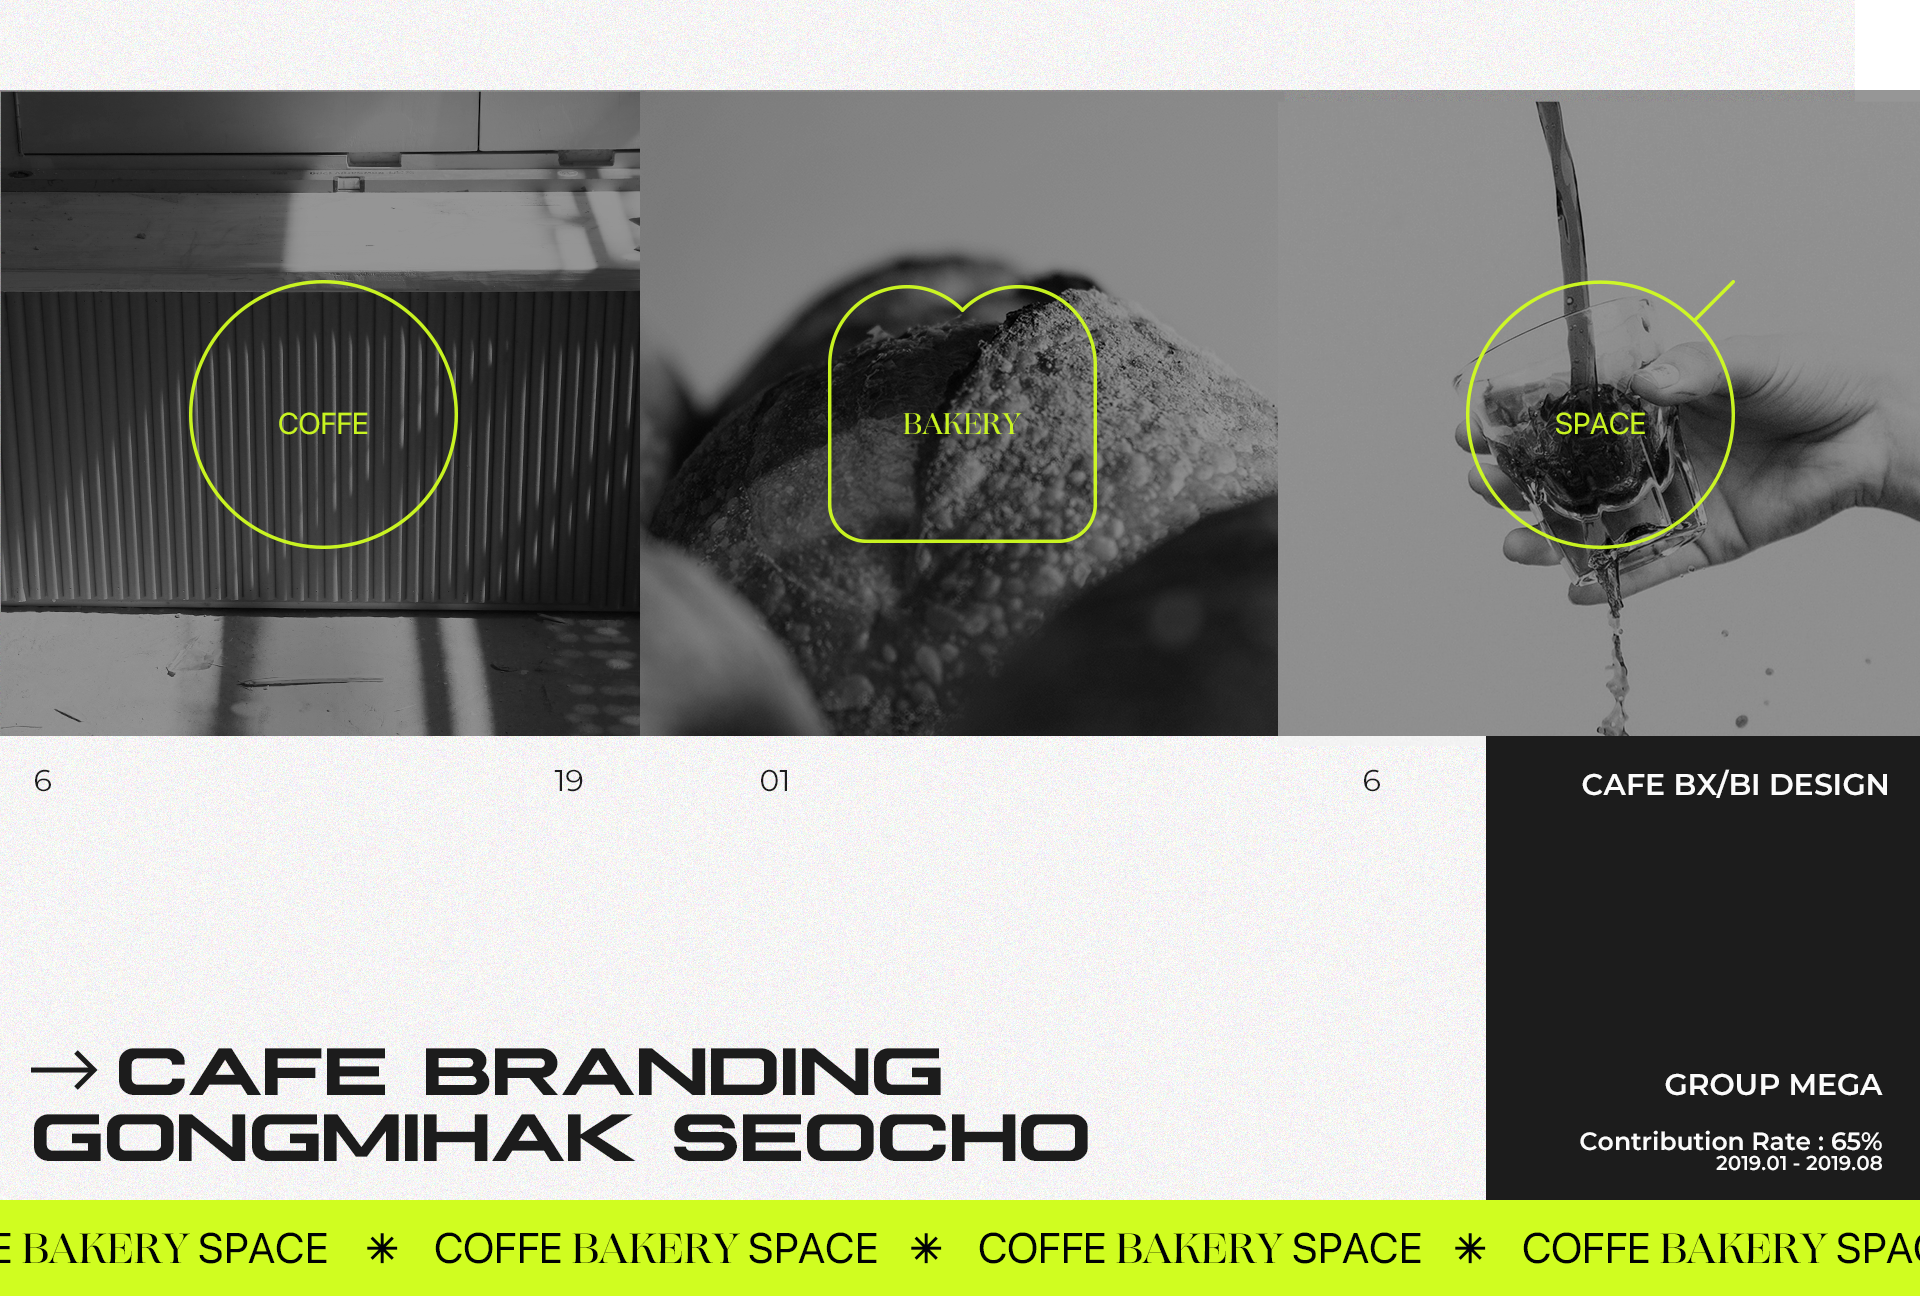 COFFE
BAKERY
SPACE
6 19 01 6
CAFE BX/BI DESIGN
→ CAFE BRANDING
GONGMIHAK SEOCHO
GROUP MEGA
Contribution Rate : 65%
2019.01 - 2019.08
E BAKERY SPACE ✳ COFFE BAKERY SPACE ✳ COFFE BAKERY SPACE ✳ COFFE BAKERY SPAC